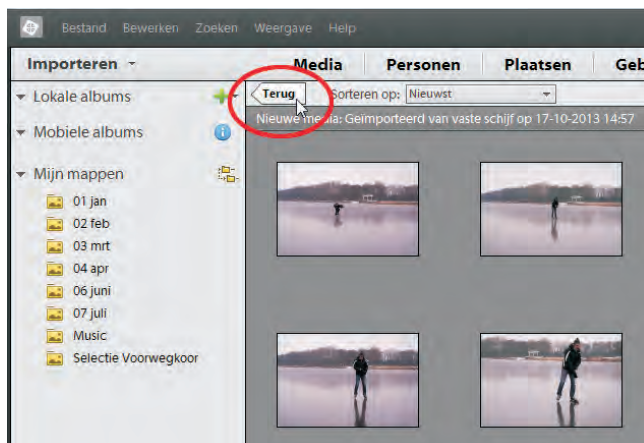 Bestand Bewerken Zoeken Weergave Help
Importeren Media Personen Plaatsen Geb
Lokale albums
Terug Sorteren op: Nieuwst
Mobiele albums
Nieuwe media: Geïmporteerd van vaste schijf op 17-10-2013 14:57
Mijn mappen
01 jan
02 feb
03 mrt
04 apr
06 juni
07 juli
Music
Selectie Voorwegkoor